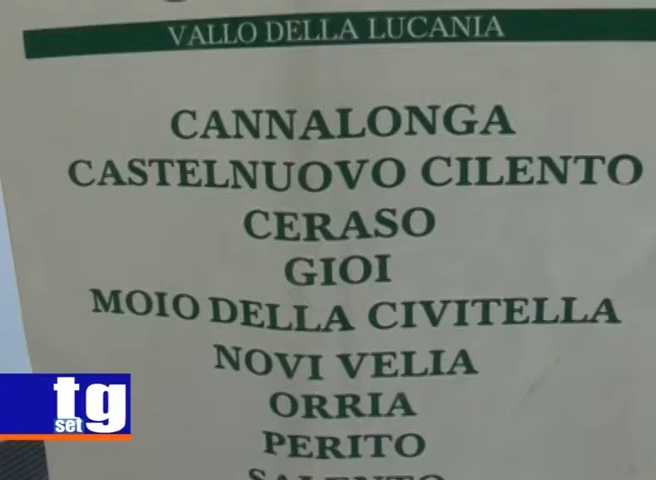 VALLO DELLA LUCANIA
CANNALONGA
CASTELNUOVO CILENTO
CERASO
GIOI
MOIO DELLA CIVITELLA
NOVI VELIA
ORRIA
PERITO
SALENTO
tg
set